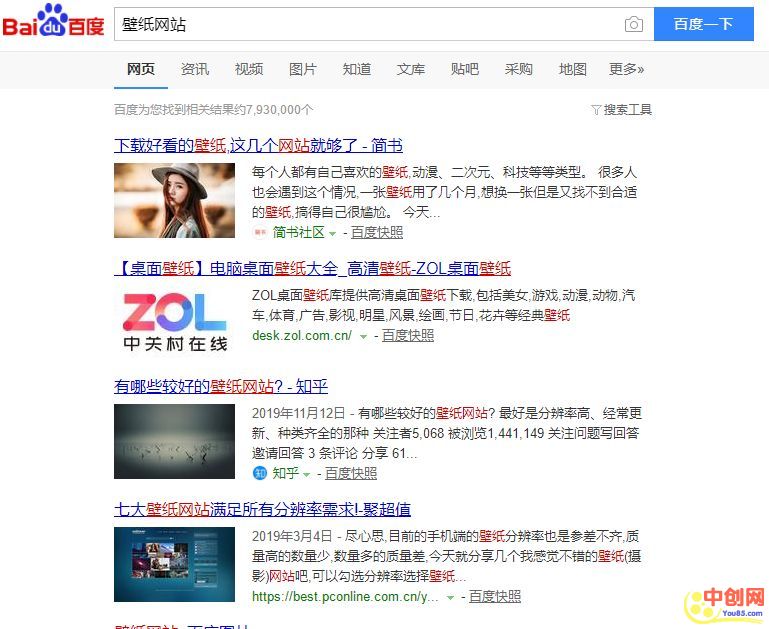 Bai du 百度 壁纸网站 百度一下
网页 资讯 视频 图片 知道 文库 贴吧 采购 地图 更多»
百度为您找到相关结果约7,930,000个 搜索工具
下载好看的壁纸,这几个网站就够了 - 简书
每个人都有自己喜欢的壁纸,动漫、二次元、科技等等类型。 很多人
也会遇到这个情况,一张壁纸用了几个月,想换一张但是又找不到合适
的壁纸,搞得自己很尴尬。 今天...
简书社区 - 百度快照
【桌面壁纸】电脑桌面壁纸大全_高清壁纸-ZOL桌面壁纸
ZOL
中关村在线
ZOL桌面壁纸库提供高清桌面壁纸下载,包括美女,游戏,动漫,动物,汽
车,体育,广告,影视,明星,风景,绘画,节日,花卉等经典壁纸
desk.zol.com.cn/ - 百度快照
有哪些较好的壁纸网站? - 知乎
2019年11月12日 - 有哪些较好的壁纸网站? 最好是分辨率高、经常更
新、种类齐全的那种 关注者5,068 被浏览1,441,149 关注问题写回答
邀请回答 3 条评论 分享 61...
知 知乎 - 百度快照
七大壁纸网站满足所有分辨率需求!-聚超值
2019年3月4日 - 尽心思,目前的手机端的壁纸分辨率也是参差不齐,质
量高的数量少,数量多的质量差,今天就分享几个我感觉不错的壁纸(摄
影)网站吧,可以勾选分辨率选择壁纸...
https://best.pconline.com.cn/y... - 百度快照
中创网
You85.com